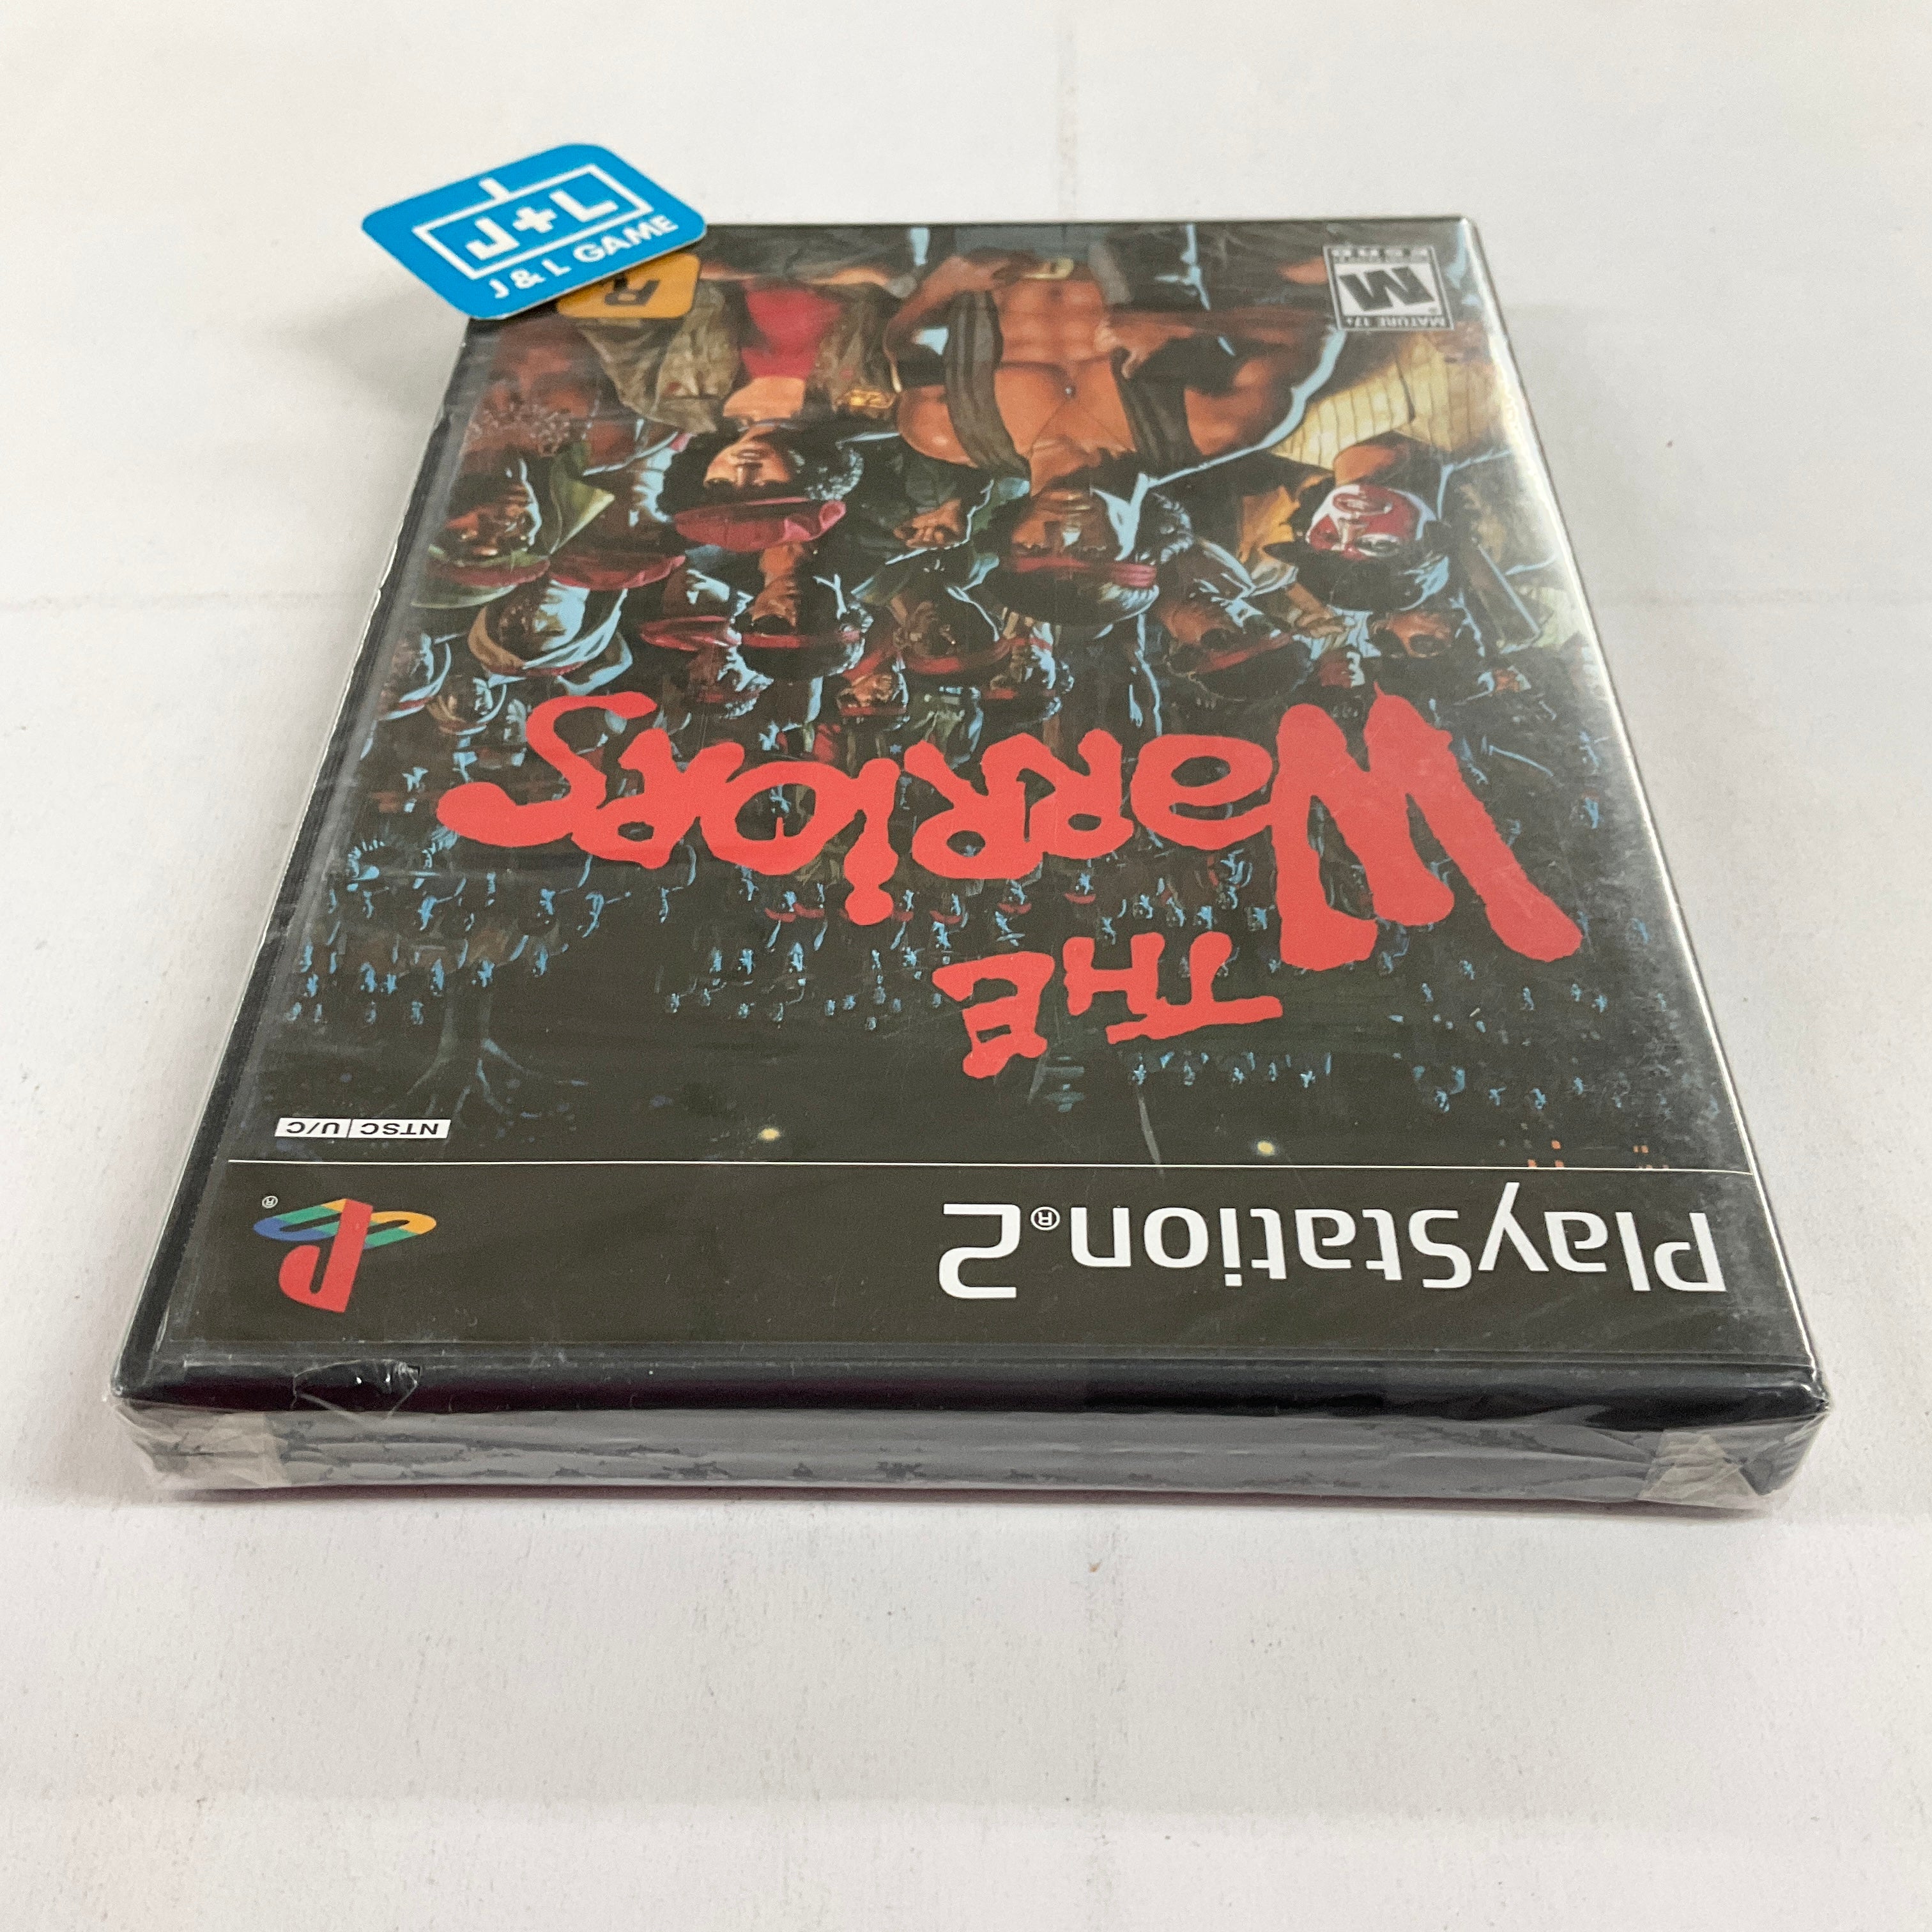 J+L
J & L GAME
PlayStation®2
NTSC U/C
THE
WARRIORS
R
MATURE 17+
M
ESRB